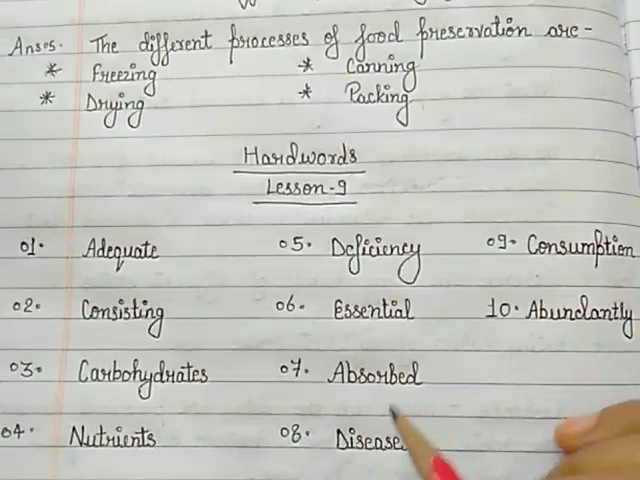 Ans05. The different processes of food preservation are-
* Freezing * Canning
* Drying * Packing
Hardwords
Lesson-9
01. Adequate 05. Deficiency 09. Consumption
02. Consisting 06. Essential 10. Abundantly
03. Carbohydrates 07. Absorbed
04. Nutrients 08. Disease